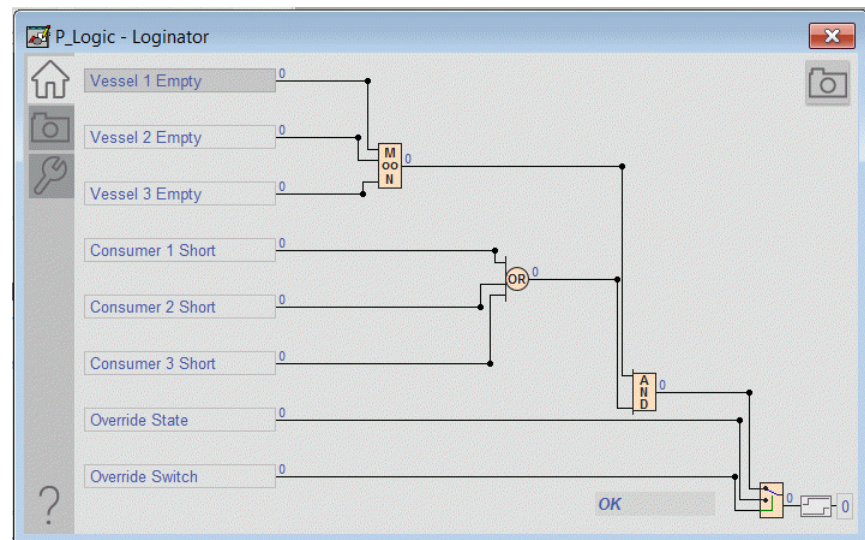 P_Logic - Loginator
Vessel 1 Empty 0
Vessel 2 Empty 0
MooN 0
Vessel 3 Empty 0
Consumer 1 Short 0
OR 0
Consumer 2 Short 0
Consumer 3 Short 0
AND 0
Override State 0
Override Switch 0
? OK 0 0